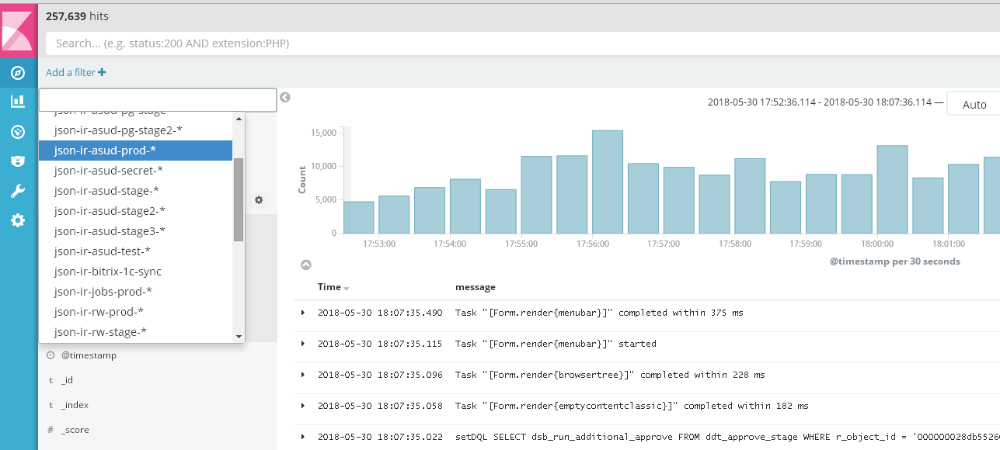 257,639 hits
Search... (e.g. status:200 AND extension:PHP)
Add a filter
json-ir-asud-pg-stage
json-ir-asud-pg-stage2-*
json-ir-asud-prod-*
json-ir-asud-secret-*
json-ir-asud-stage-*
json-ir-asud-stage2-*
json-ir-asud-stage3-*
json-ir-asud-test-*
json-ir-bitrix-1c-sync
json-ir-jobs-prod-*
json-ir-rw-prod-*
json-ir-rw-stage-*
t
@timestamp
t _id
t _index
# _score
2018-05-30 17:52:36.114 - 2018-05-30 18:07:36.114 — Auto
Count
15,000
10,000
5,000
0
17:53:00 17:54:00 17:55:00 17:56:00 17:57:00 17:58:00 17:59:00 18:00:00 18:01:00
@timestamp per 30 seconds
Time message
2018-05-30 18:07:35.490 Task "[Form.render{menubar}]" completed within 375 ms
2018-05-30 18:07:35.115 Task "[Form.render{menubar}]" started
2018-05-30 18:07:35.096 Task "[Form.render{browsertree}]" completed within 228 ms
2018-05-30 18:07:35.058 Task "[Form.render{emptycontentclassic}]" completed within 182 ms
2018-05-30 18:07:35.022 setDQL SELECT dsb_run_additional_approve FROM ddt_approve_stage WHERE r_object_id = '000000028db5526